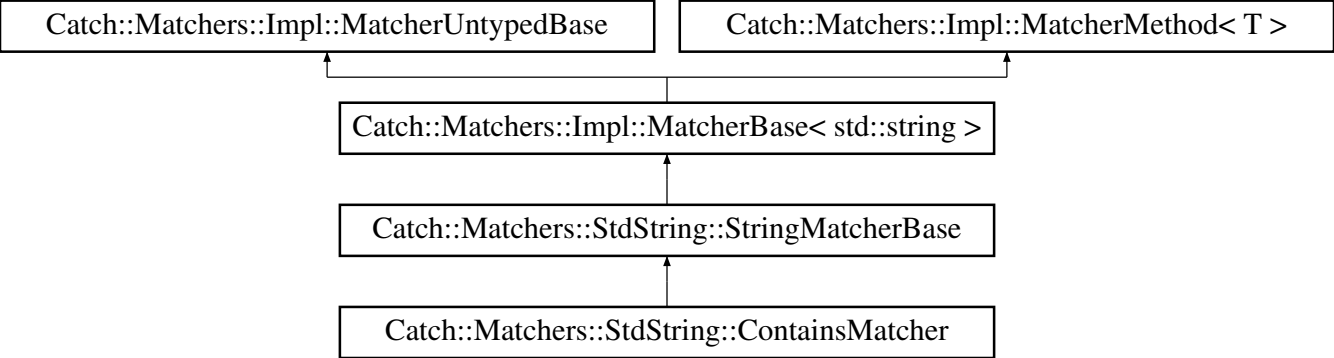 Catch::Matchers::Impl::MatcherUntypedBase
Catch::Matchers::Impl::MatcherMethod< T >
Catch::Matchers::Impl::MatcherBase< std::string >
Catch::Matchers::StdString::StringMatcherBase
Catch::Matchers::StdString::ContainsMatcher